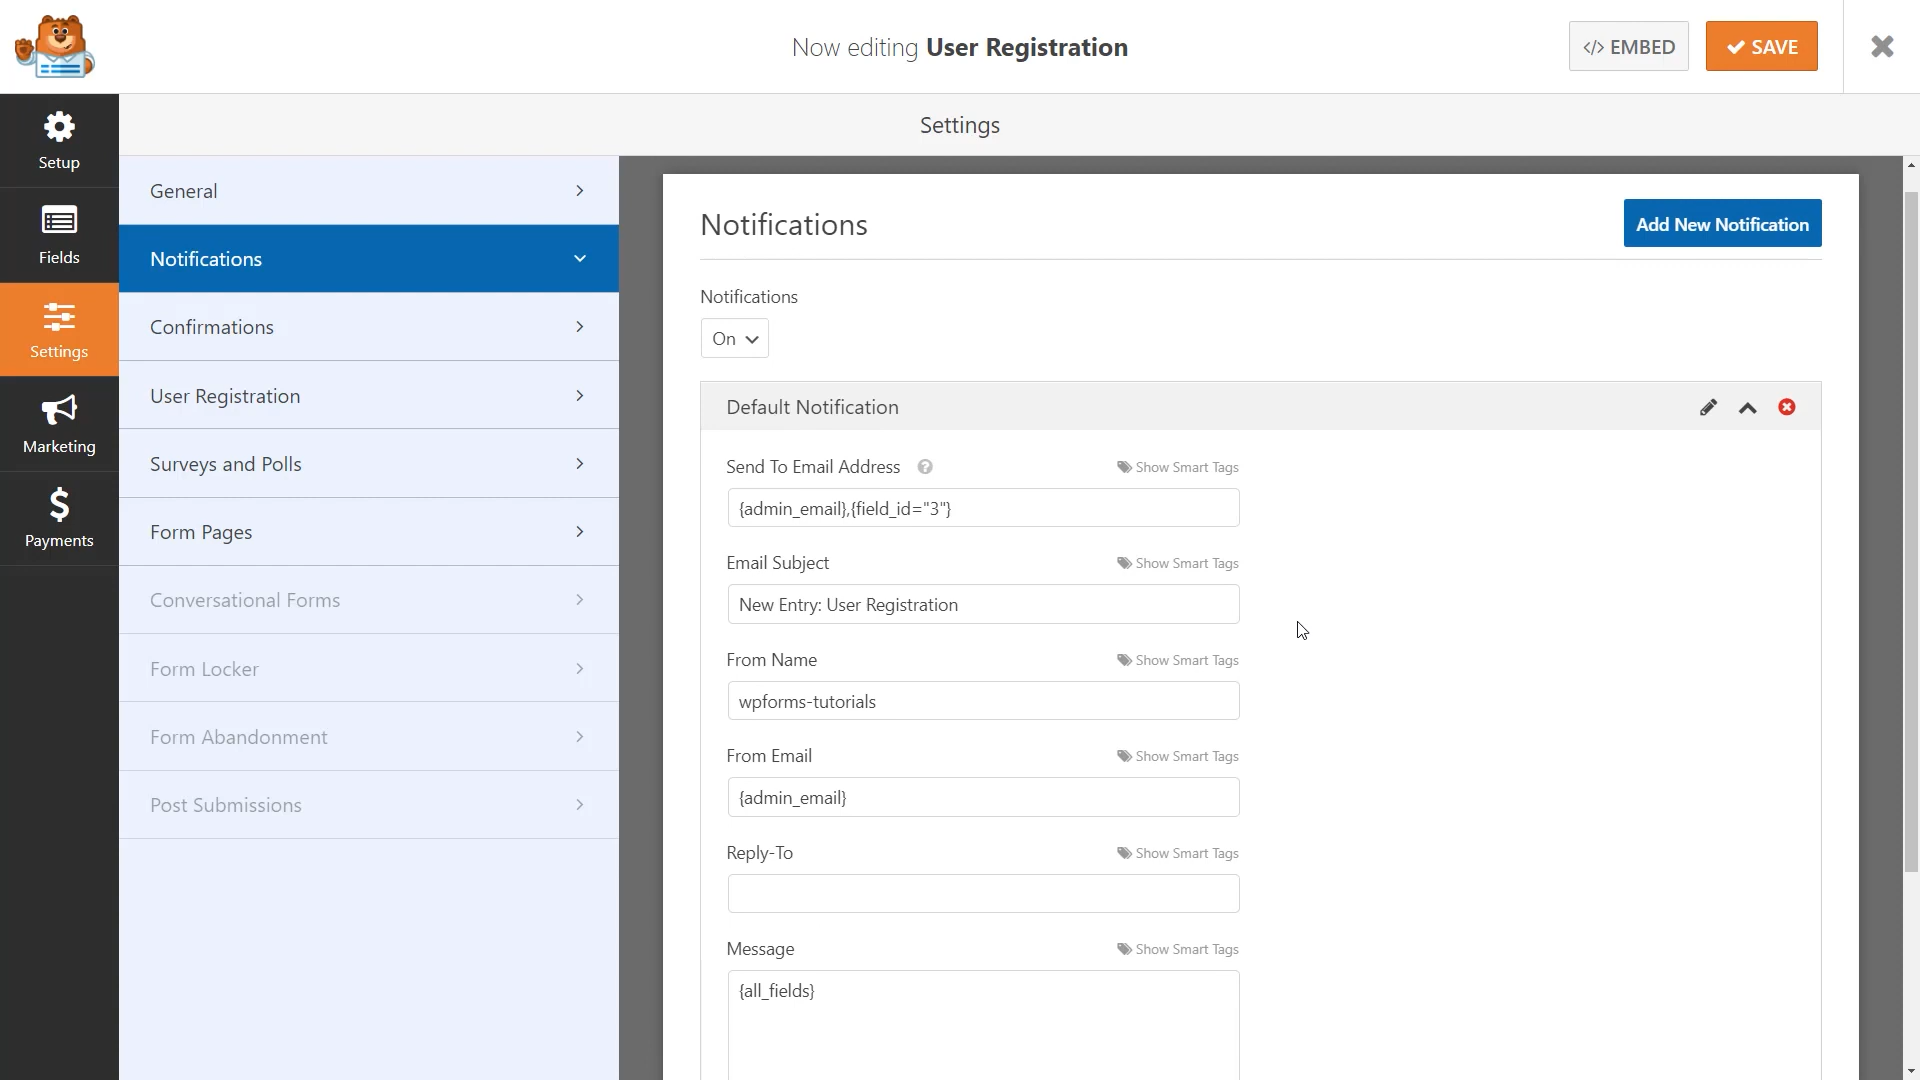 Now editing User Registration
</> EMBED
SAVE
Setup
Fields
Settings
Marketing
Payments
Settings
General
Notifications
Confirmations
User Registration
Surveys and Polls
Form Pages
Conversational Forms
Form Locker
Form Abandonment
Post Submissions
Notifications
Add New Notification
Notifications
On
Default Notification
Send To Email Address
Show Smart Tags
{admin_email},{field_id="3"}
Email Subject
Show Smart Tags
New Entry: User Registration
From Name
Show Smart Tags
wpforms-tutorials
From Email
Show Smart Tags
{admin_email}
Reply-To
Show Smart Tags
Message
Show Smart Tags
{all_fields}